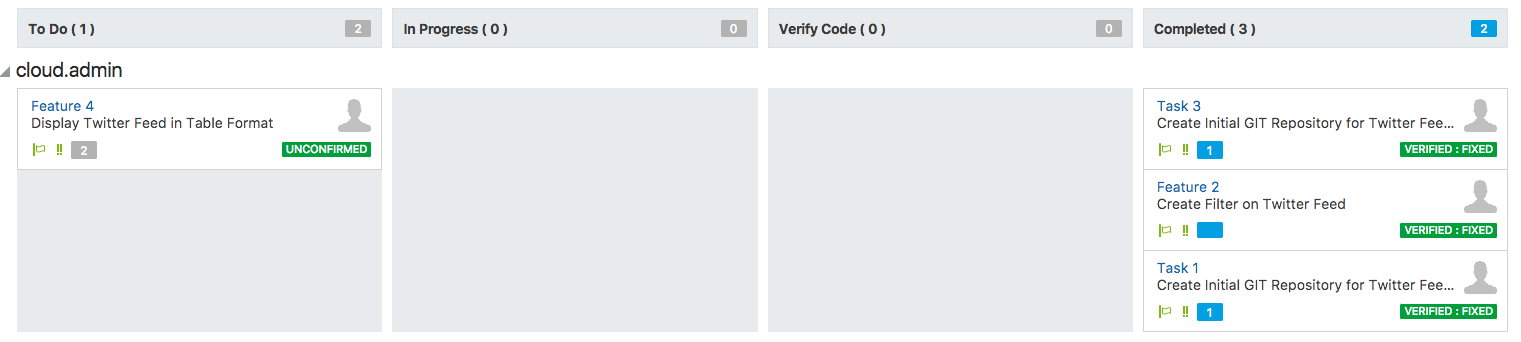 To Do ( 1 ) 2
In Progress ( 0 ) 0
Verify Code ( 0 ) 0
Completed ( 3 ) 2
cloud.admin
Feature 4
Display Twitter Feed in Table Format
!! 2 UNCONFIRMED
Task 3
Create Initial GIT Repository for Twitter Fee...
!! 1 VERIFIED : FIXED
Feature 2
Create Filter on Twitter Feed
!! VERIFIED : FIXED
Task 1
Create Initial GIT Repository for Twitter Fee...
!! 1 VERIFIED : FIXED